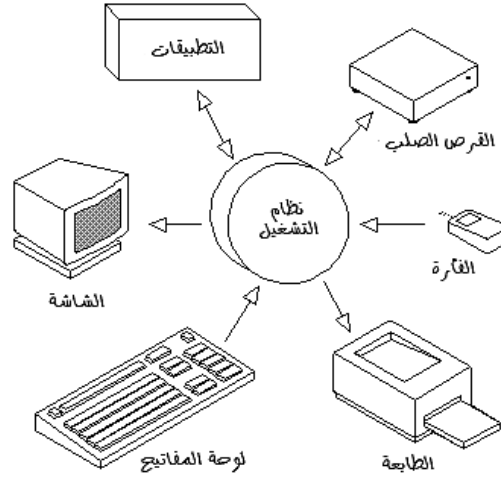 التطبيقات
القرص الصلب
نظام
التشغيل
الفأرة
الشاشة
الطابعة
لوحة المفاتيح